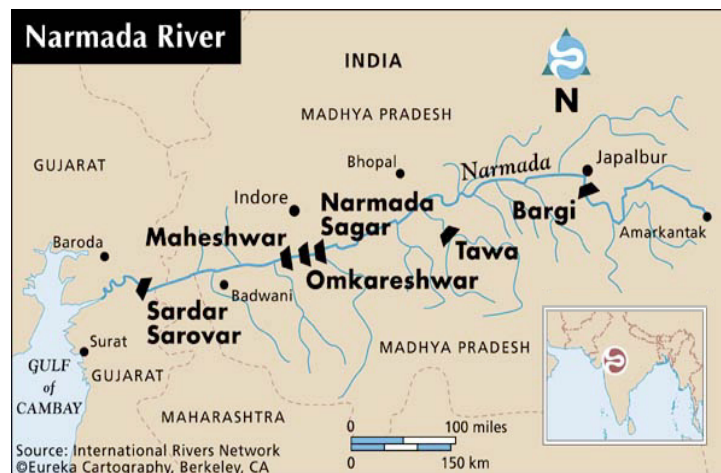 Narmada River
INDIA
N
MADHYA PRADESH
GUJARAT
Bhopal
Narmada
Japalbur
Indore
Narmada
Sagar
Bargi
Amarkantak
Maheshwar
Tawa
Baroda
Omkareshwar
Badwani
Sardar
Sarovar
Surat
MADHYA PRADESH
GULF
of
CAMBAY
GUJARAT
MAHARASHTRA
0 100 miles
0 150 km
Source: International Rivers Network
©Eureka Cartography, Berkeley, CA